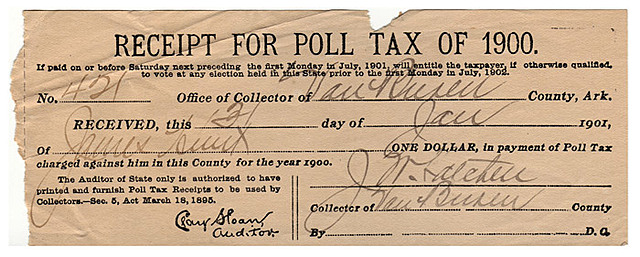 RECEIPT FOR POLL TAX OF 1900.
If paid on or before Saturday next preceding the first Monday in July, 1901, will entitle the taxpayer, if otherwise qualified,
to vote at any election held in this State prior to the first Monday in July, 1902.
No. 421 Office of Collector of Van Buren County, Ark.
RECEIVED, this 21 day of Jan 1901,
Of James ONE DOLLAR, in payment of Poll Tax
charged against him in this County for the year 1900.
The Auditor of State only is authorized to have
printed and furnish Poll Tax Receipts to be used by
Collectors.—Sec. 5, Act March 18, 1895.
Clay Sloan
Auditor.
J. W.
Collector of Van Buren County
By D. C.